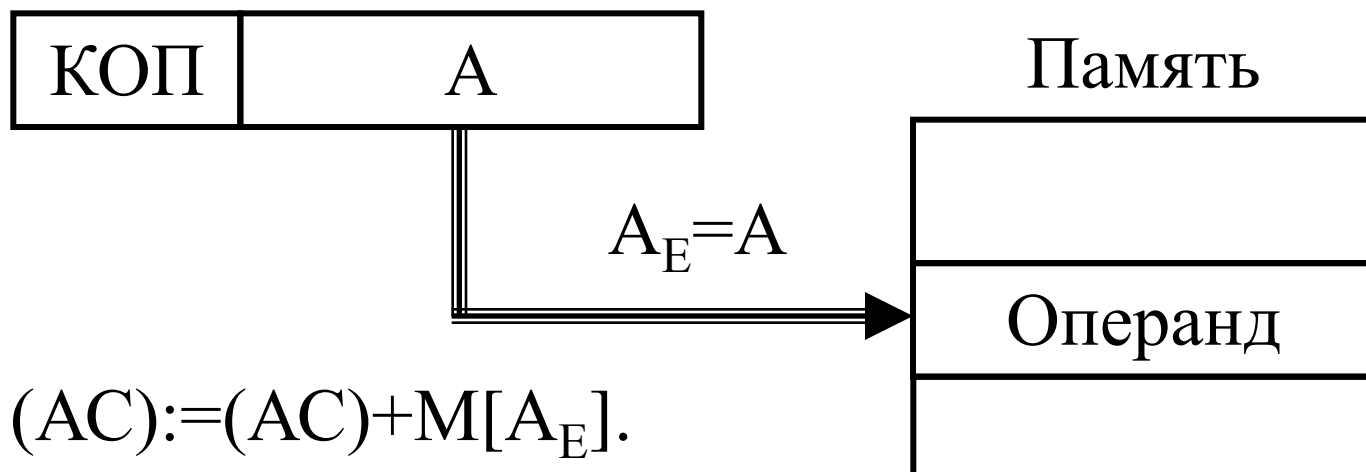 КОП A
Память
A_E=A
Операнд
(AC):=(AC)+M[A_E].